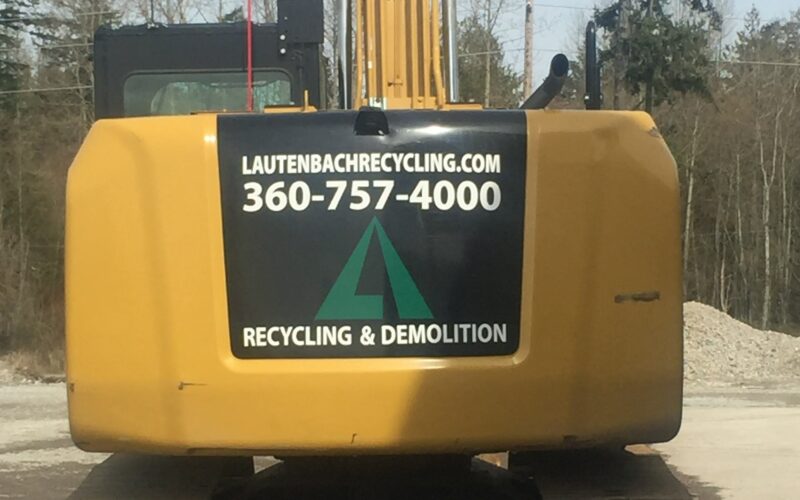 LAUTENBACHRECYCLING.COM
360-757-4000
RECYCLING & DEMOLITION